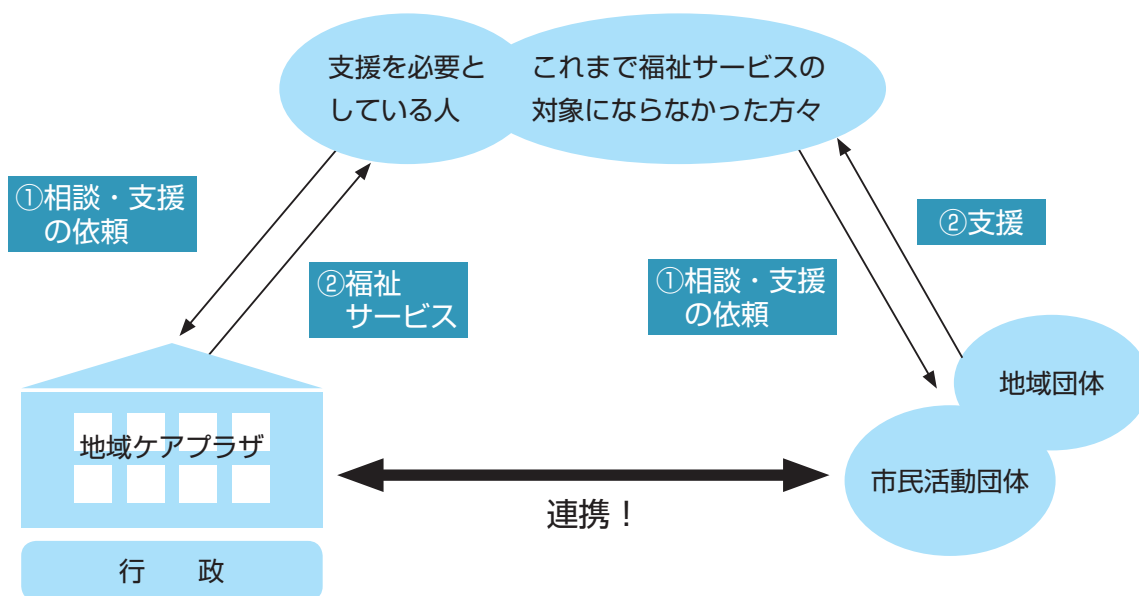 支援を必要と
している人
これまで福祉サービスの
対象にならなかった方々
①相談・支援
の依頼
②福祉
サービス
①相談・支援
の依頼
②支援
地域団体
市民活動団体
地域ケアプラザ
連携！
行　　政